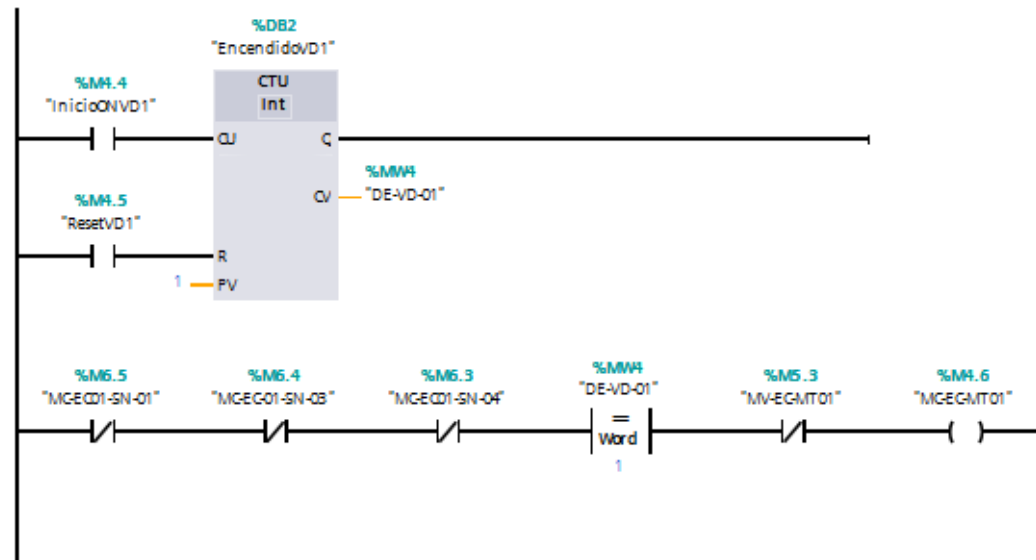 %DB2
"EncendidoVD1"
%M4.4
"InicioONVD1"
CTU
Int
CU
Q
%MW4
CV
"DE-VD-01"
%M4.5
"ResetVD1"
R
1
PV
%M6.5
%M6.4
%M6.3
%MW4
%M5.3
%M4.6
"MC-EC01-SN-01"
"MC-EC-01-SN-03"
"MC-EC01-SN-04"
"DE-VD-01"
"MV-EC-MT01"
"MC-EC-MT01"
=
Word
1